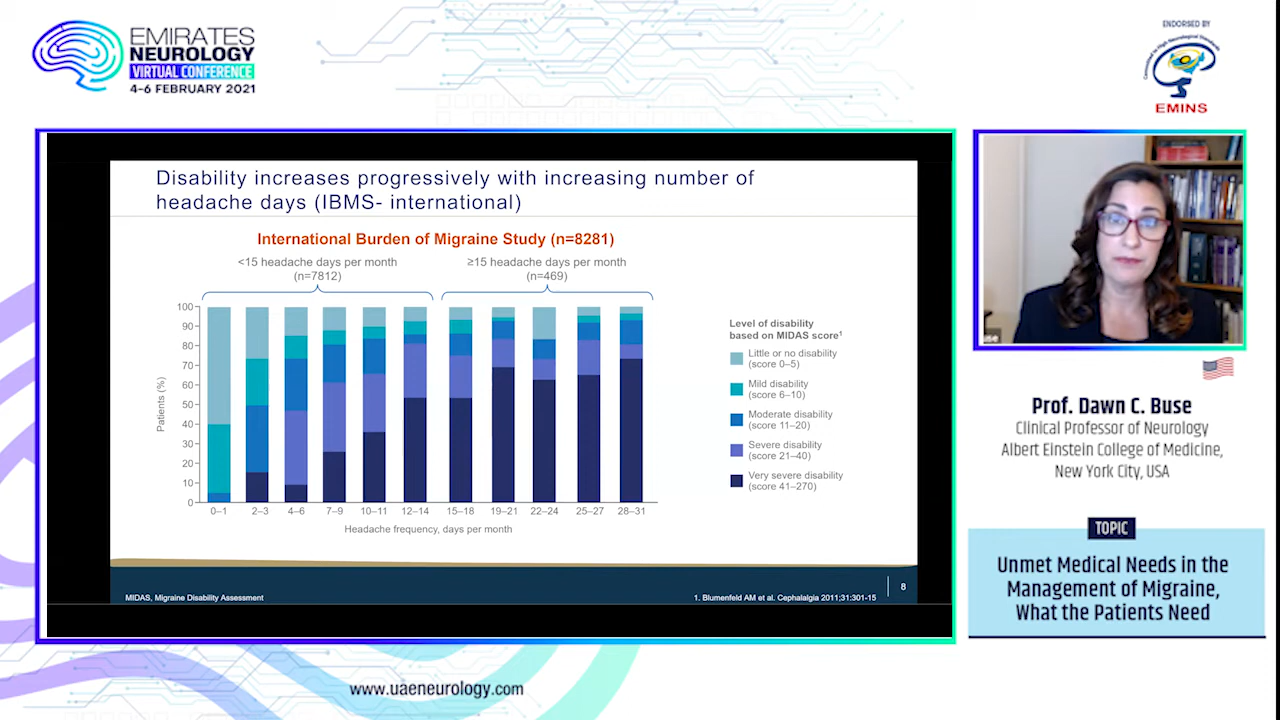 EMIRATES
NEUROLOGY
VIRTUAL CONFERENCE
4-6 FEBRUARY 2021
ENDORSED BY
EMINS
Disability increases progressively with increasing number of
headache days (IBMS- international)
International Burden of Migraine Study (n=8281)
<15 headache days per month
(n=7812)
≥15 headache days per month
(n=469)
100
90
80
70
60
50
40
30
20
10
0
Patients (%)
0–1 2–3 4–6 7–9 10–11 12–14 15–18 19–21 22–24 25–27 28–31
Headache frequency, days per month
Level of disability
based on MIDAS score¹
Little or no disability
(score 0–5)
Mild disability
(score 6–10)
Moderate disability
(score 11–20)
Severe disability
(score 21–40)
Very severe disability
(score 41–270)
MIDAS, Migraine Disability Assessment
1. Blumenfeld AM et al. Cephalalgia 2011;31:301-15
8
Prof. Dawn C. Buse
Clinical Professor of Neurology
Albert Einstein College of Medicine,
New York City, USA
TOPIC
Unmet Medical Needs in the
Management of Migraine,
What the Patients Need
www.uaeneurology.com